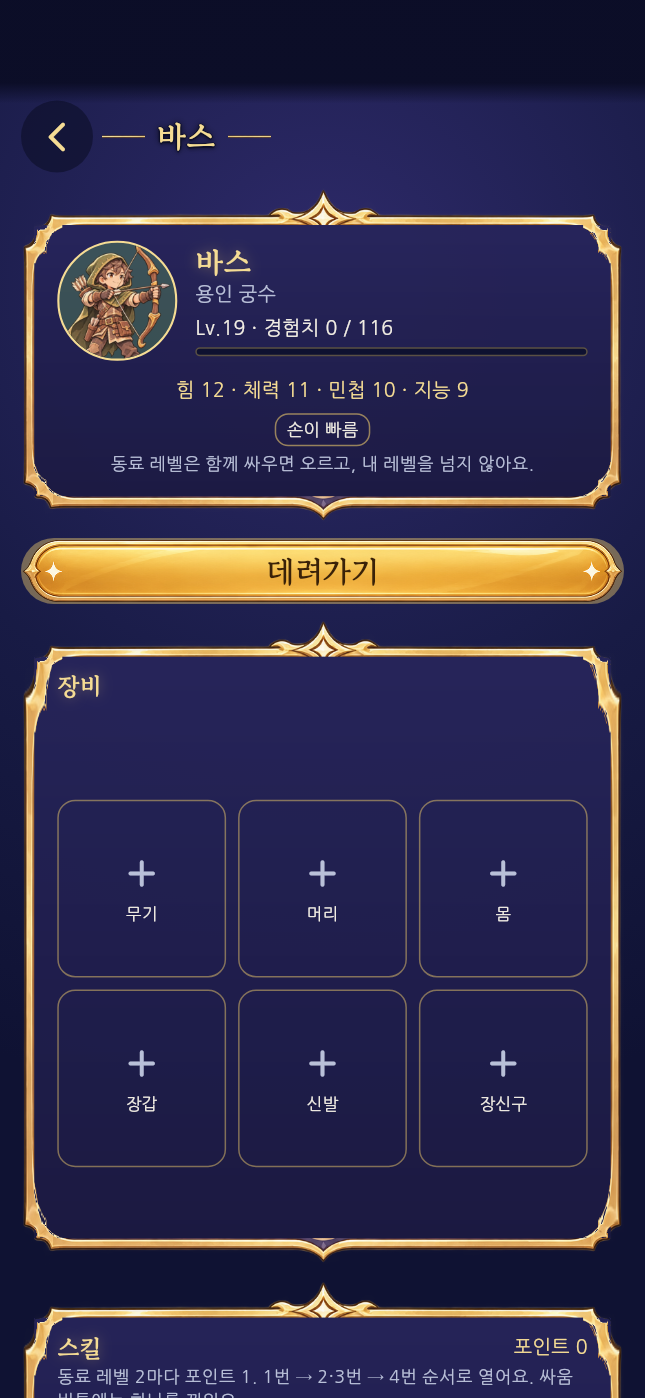 바스
바스
용인 궁수
Lv.19 · 경험치 0 / 116
힘 12 · 체력 11 · 민첩 10 · 지능 9
손이 빠름
동료 레벨은 함께 싸우면 오르고, 내 레벨을 넘지 않아요.
데려가기
장비
무기 머리 몸
장갑 신발 장신구
스킬 포인트 0
동료 레벨 2마다 포인트 1. 1번 → 2·3번 → 4번 순서로 열어요. 싸움